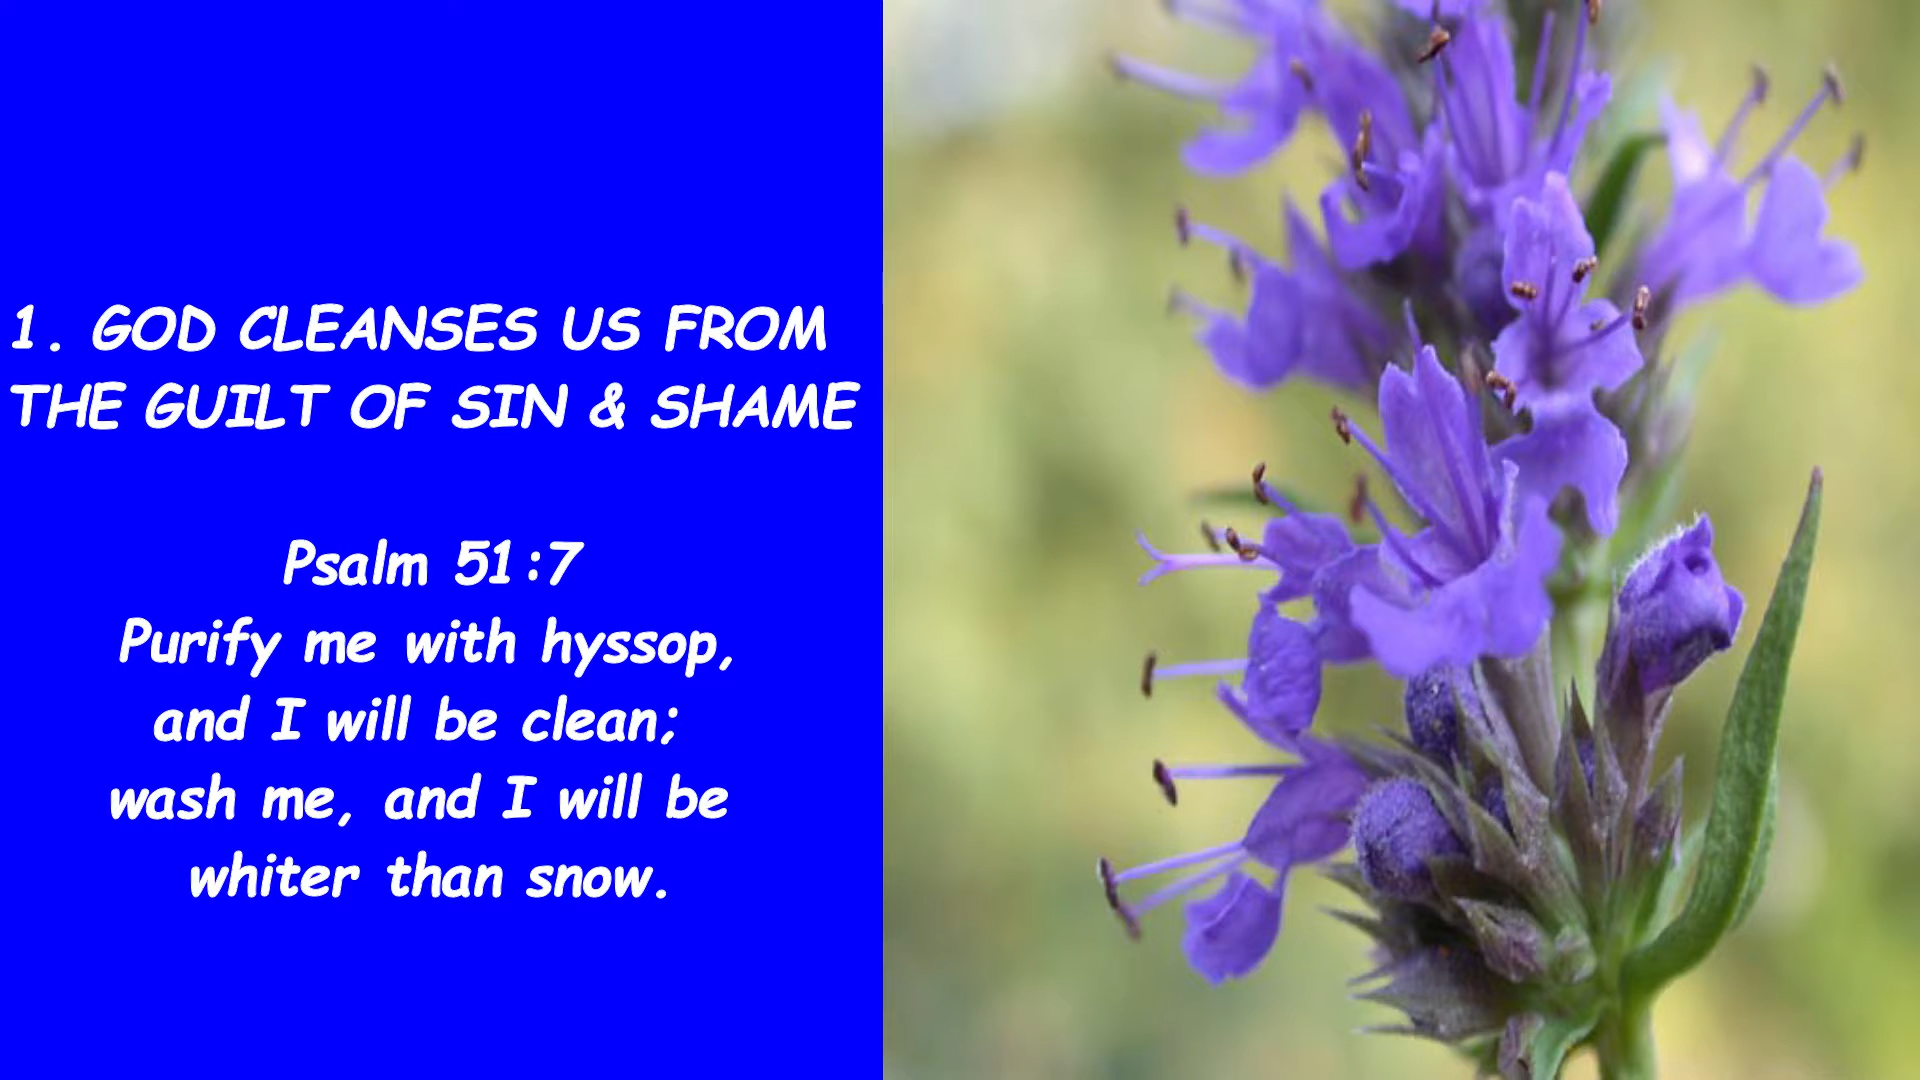 1. GOD CLEANSES US FROM
THE GUILT OF SIN & SHAME
Psalm 51:7
Purify me with hyssop,
and I will be clean;
wash me, and I will be
whiter than snow.